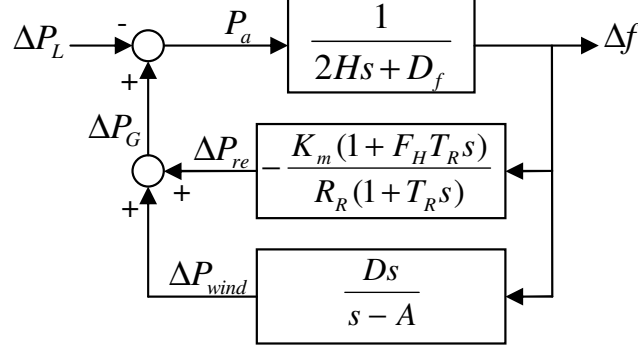 ΔP_L - P_a 1/(2Hs + D_f) Δf
+
ΔP_G
ΔP_re + -K_m(1 + F_H T_R s)/(R_R(1 + T_R s))
+
ΔP_wind Ds/(s - A)